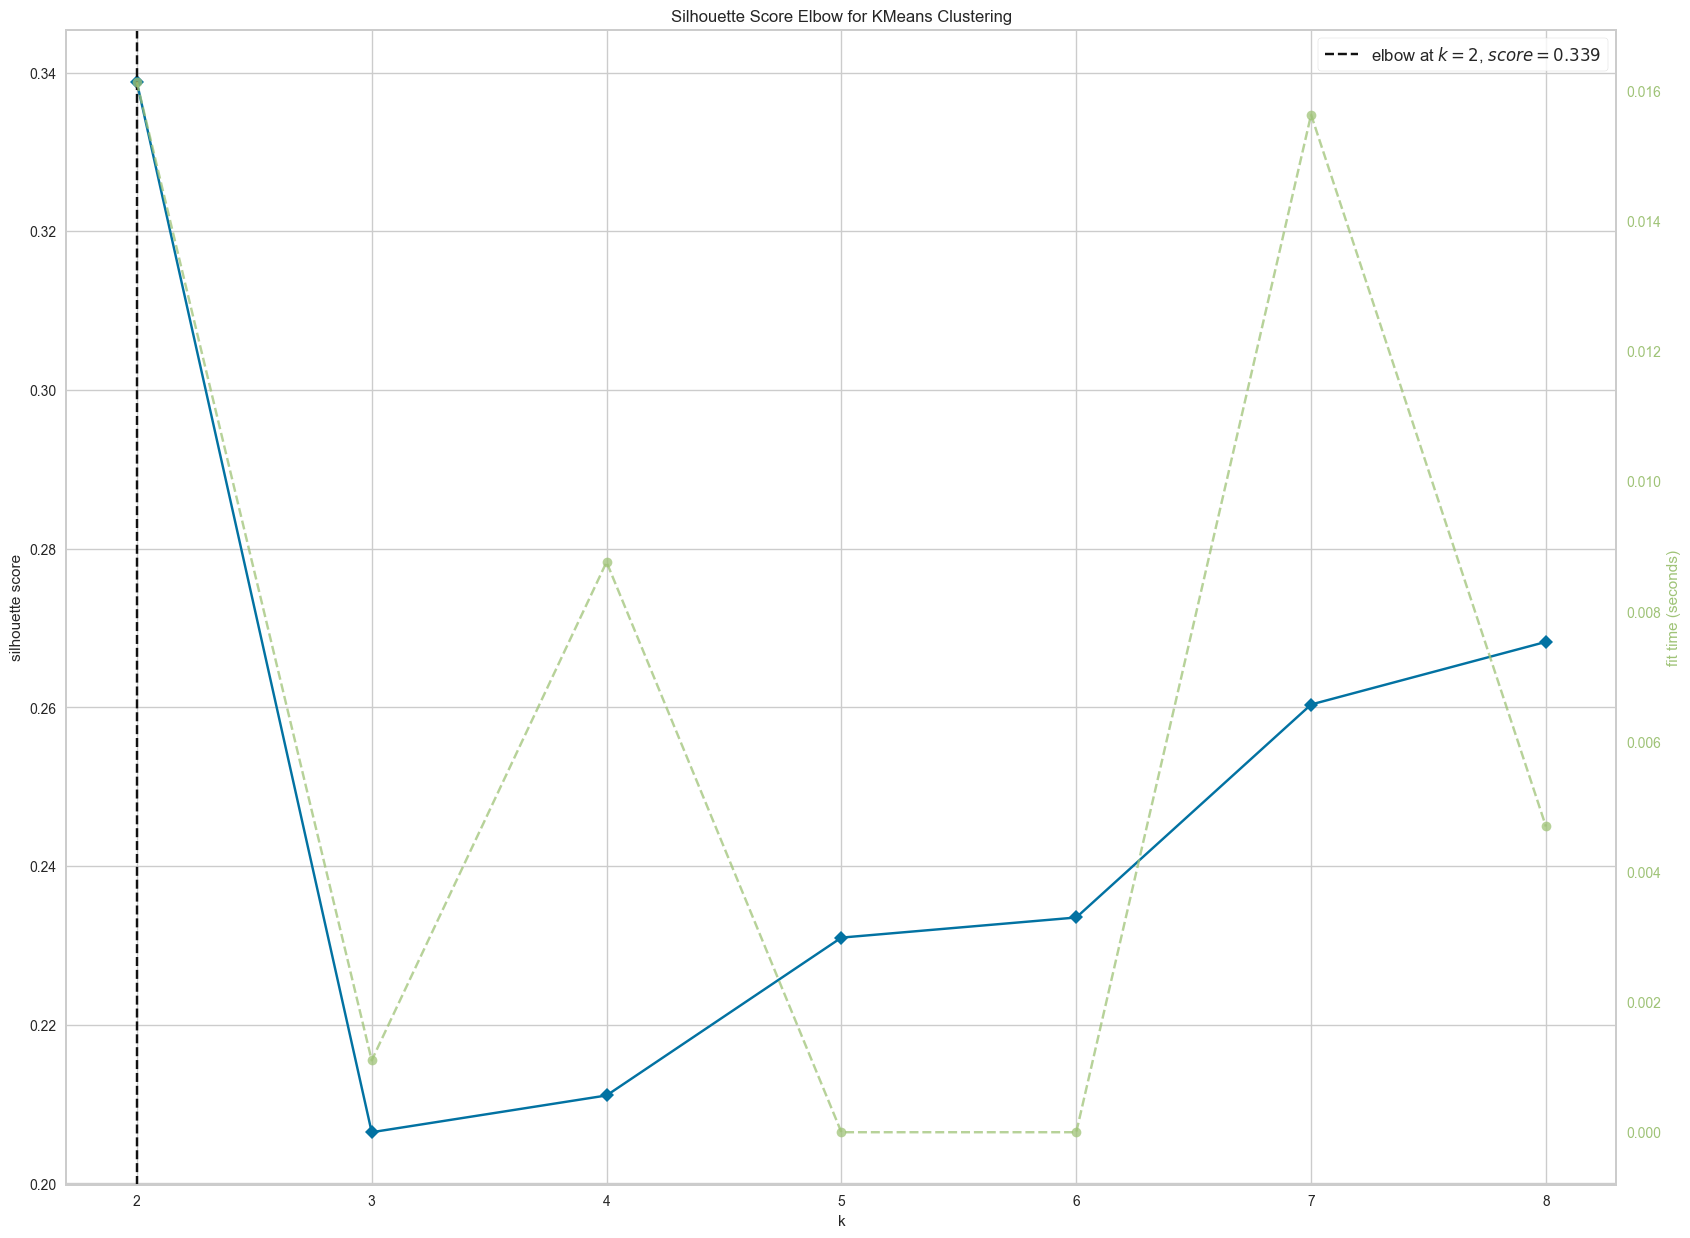 Silhouette Score Elbow for KMeans Clustering
elbow at k = 2, score = 0.339
0.34
0.32
0.30
0.28
0.26
0.24
0.22
0.20
silhouette score
0.016
0.014
0.012
0.010
0.008
0.006
0.004
0.002
0.000
fit time (seconds)
2 3 4 5 6 7 8
k